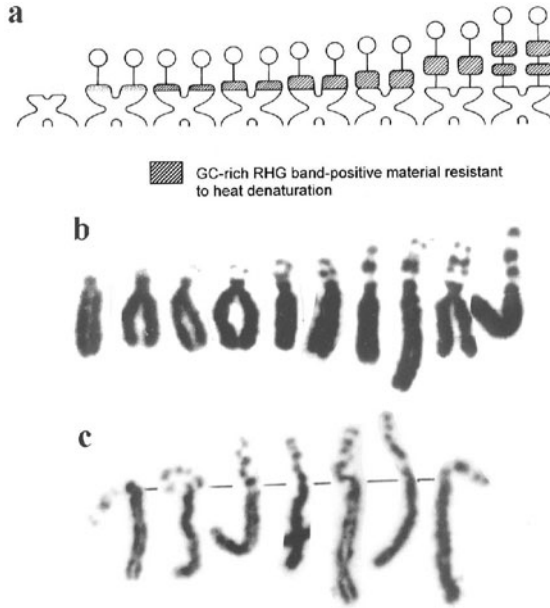 a
GC-rich RHG band-positive material resistant
to heat denaturation
b
c